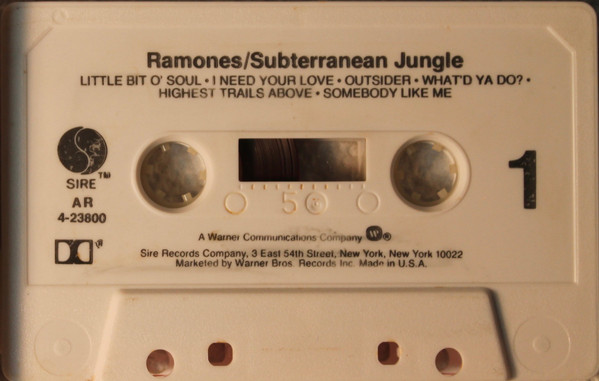 Ramones/Subterranean Jungle
LITTLE BIT O' SOUL • I NEED YOUR LOVE • OUTSIDER • WHAT'D YA DO? •
HIGHEST TRAILS ABOVE • SOMEBODY LIKE ME
SIRE™
AR
4-23800
1
50
A Warner Communications Company ®
Sire Records Company, 3 East 54th Street, New York, New York 10022
Marketed by Warner Bros. Records Inc. Made in U.S.A.